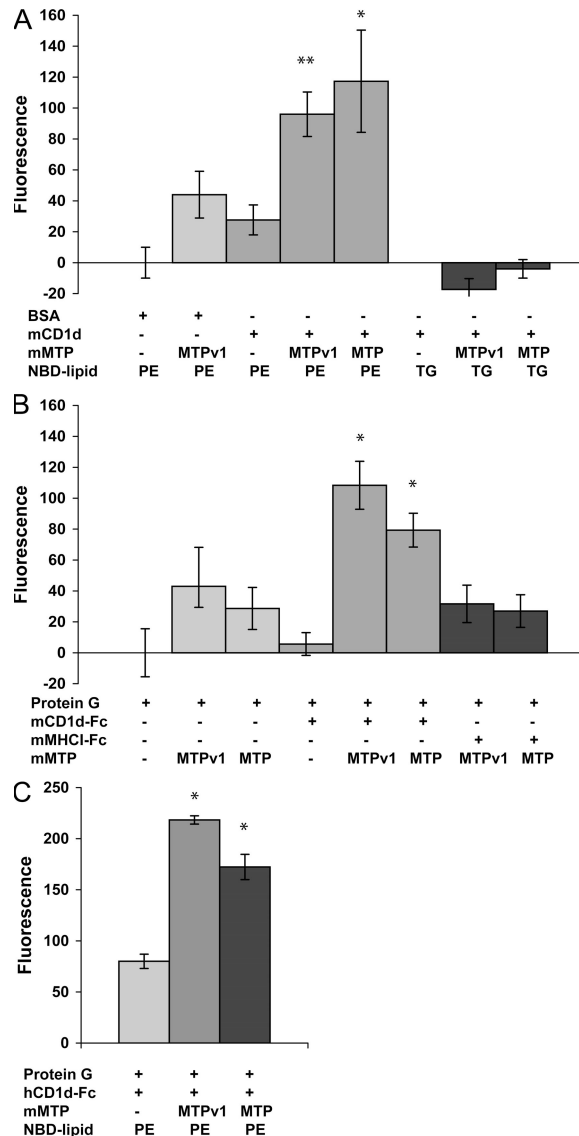 A
160
140
**
*
120
100
80
60
40
20
0
-20
Fluorescence
BSA + + - - - - - -
mCD1d - - + + + + + +
mMTP - MTPv1 - MTPv1 MTP - MTPv1 MTP
NBD-lipid PE PE PE PE PE TG TG TG
B
160
140
*
*
120
100
80
60
40
20
0
-20
Fluorescence
Protein G + + + + + + + +
mCD1d-Fc - - - + + + - -
mMHCI-Fc - - - - - - + +
mMTP - MTPv1 MTP - MTPv1 MTP MTPv1 MTP
C
250
*
*
200
150
100
50
0
Fluorescence
Protein G + + +
hCD1d-Fc + + +
mMTP - MTPv1 MTP
NBD-lipid PE PE PE